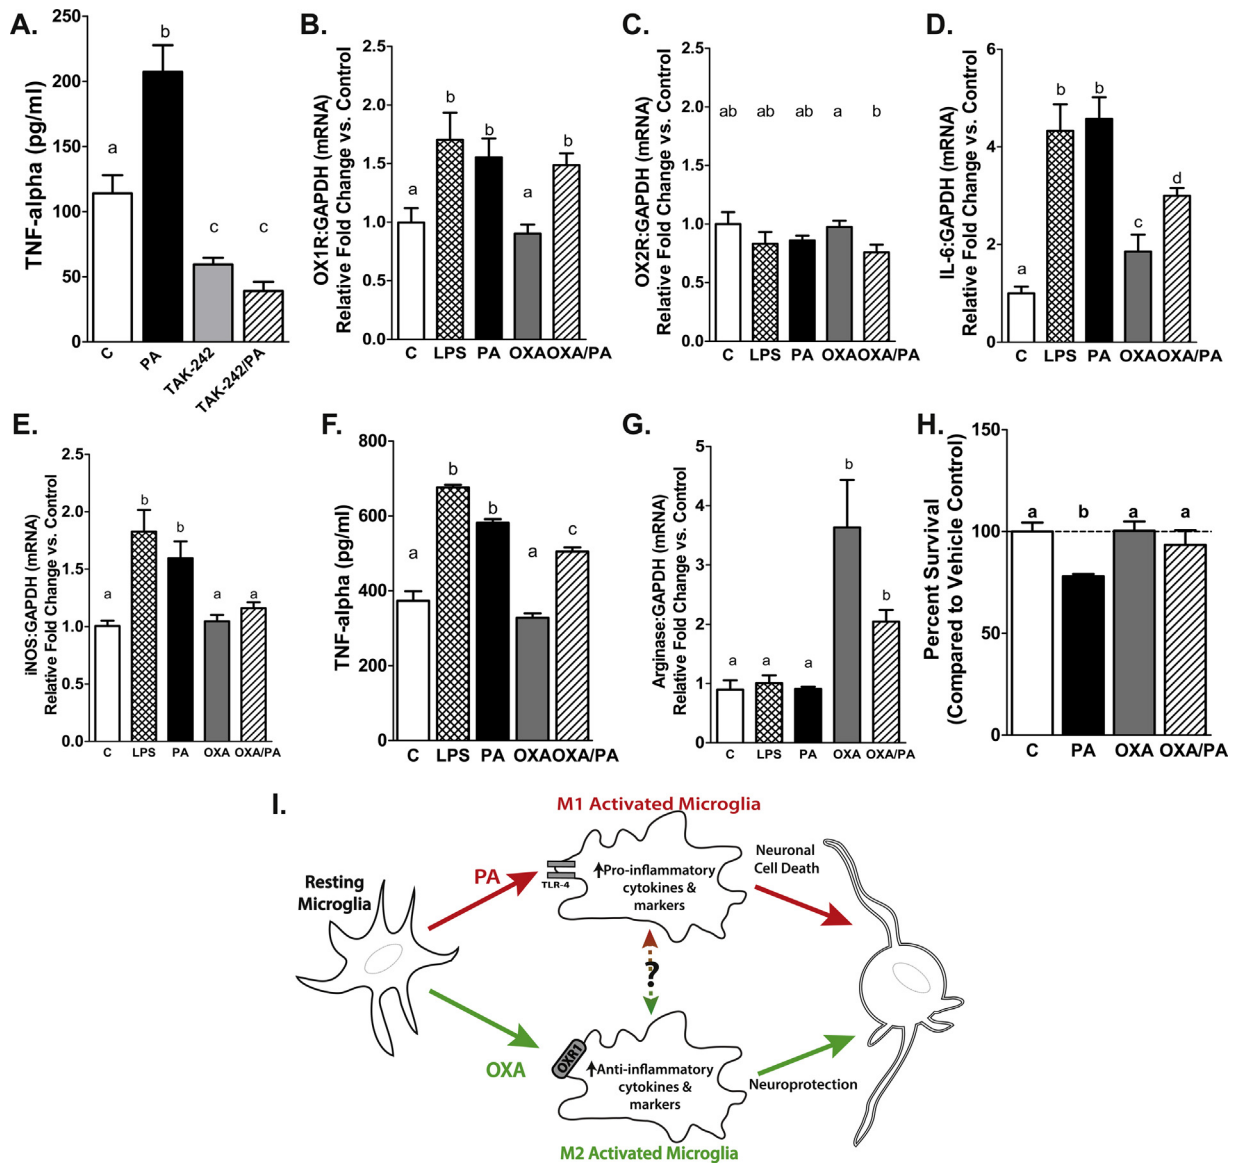 A.
TNF-alpha (pg/ml)
250
200
150
100
50
0
a
b
c
c
C
PA
TAK-242
TAK-242/PA
B.
OX1R:GAPDH (mRNA)
Relative Fold Change vs. Control
2.5
2.0
1.5
1.0
0.5
0.0
a
b
b
a
b
C LPS PA OXA OXA/PA
C.
OX2R:GAPDH (mRNA)
Relative Fold Change vs. Control
2.5
2.0
1.5
1.0
0.5
0.0
ab ab ab a b
C LPS PA OXA OXA/PA
D.
IL-6:GAPDH (mRNA)
Relative Fold Change vs. Control
6
4
2
0
a
b
b
c
d
C LPS PA OXA OXA/PA
E.
iNOS:GAPDH (mRNA)
Relative Fold Change vs. Control
2.5
2.0
1.5
1.0
0.5
0.0
a
b
b
a
a
C LPS PA OXA OXA/PA
F.
TNF-alpha (pg/ml)
800
600
400
200
0
a
b
b
a
c
C LPS PA OXA OXA/PA
G.
Arginase:GAPDH (mRNA)
Relative Fold Change vs. Control
5
4
3
2
1
0
a
a
a
b
b
C LPS PA OXA OXA/PA
H.
Percent Survival
(Compared to Vehicle Control)
150
100
50
0
a b a a
C PA OXA OXA/PA
I.
M1 Activated Microglia
Resting
Microglia
PA
TLR-4
Pro-inflammatory
cytokines &
markers
Neuronal
Cell Death
?
OXA
OXR1
Anti-inflammatory
cytokines &
markers
Neuroprotection
M2 Activated Microglia